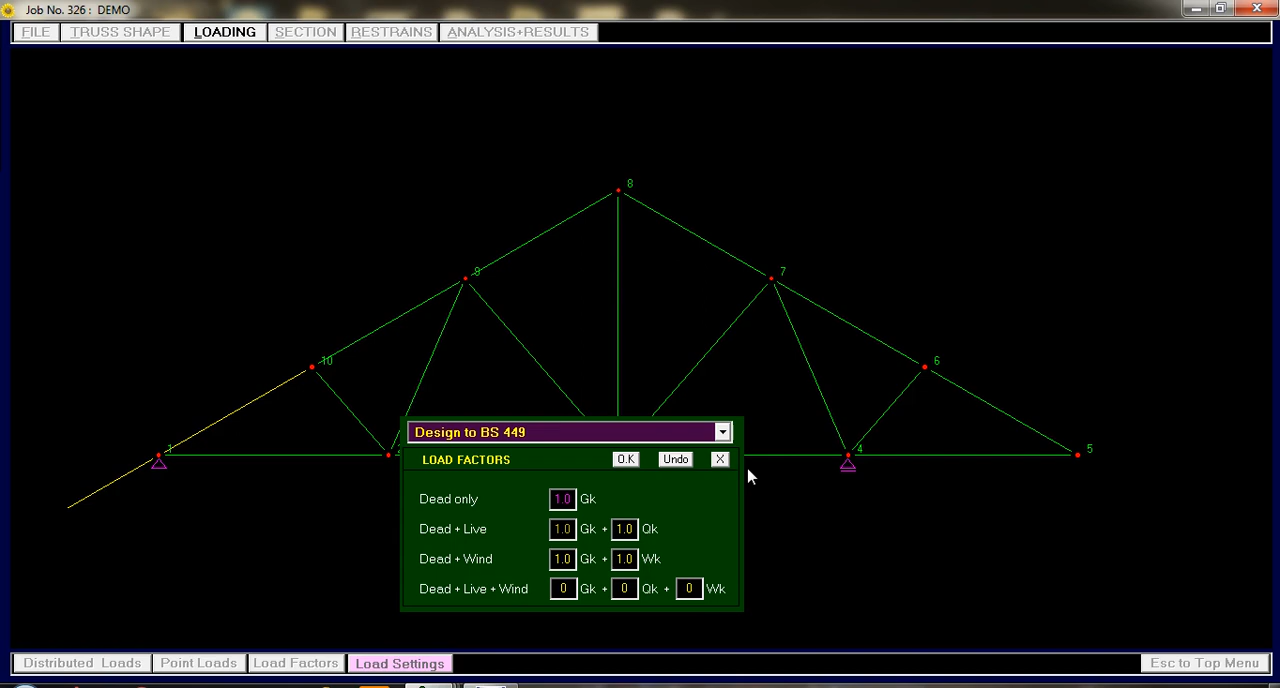 Job No. 326 : DEMO
FILE TRUSS SHAPE LOADING SECTION RESTRAINS ANALYSIS+RESULTS
8
9 7
10 6
1 4 5
Design to BS 449
LOAD FACTORS O.K Undo X
Dead only 1.0 Gk
Dead + Live 1.0 Gk + 1.0 Qk
Dead + Wind 1.0 Gk + 1.0 Wk
Dead + Live + Wind 0 Gk + 0 Qk + 0 Wk
Distributed Loads Point Loads Load Factors Load Settings Esc to Top Menu